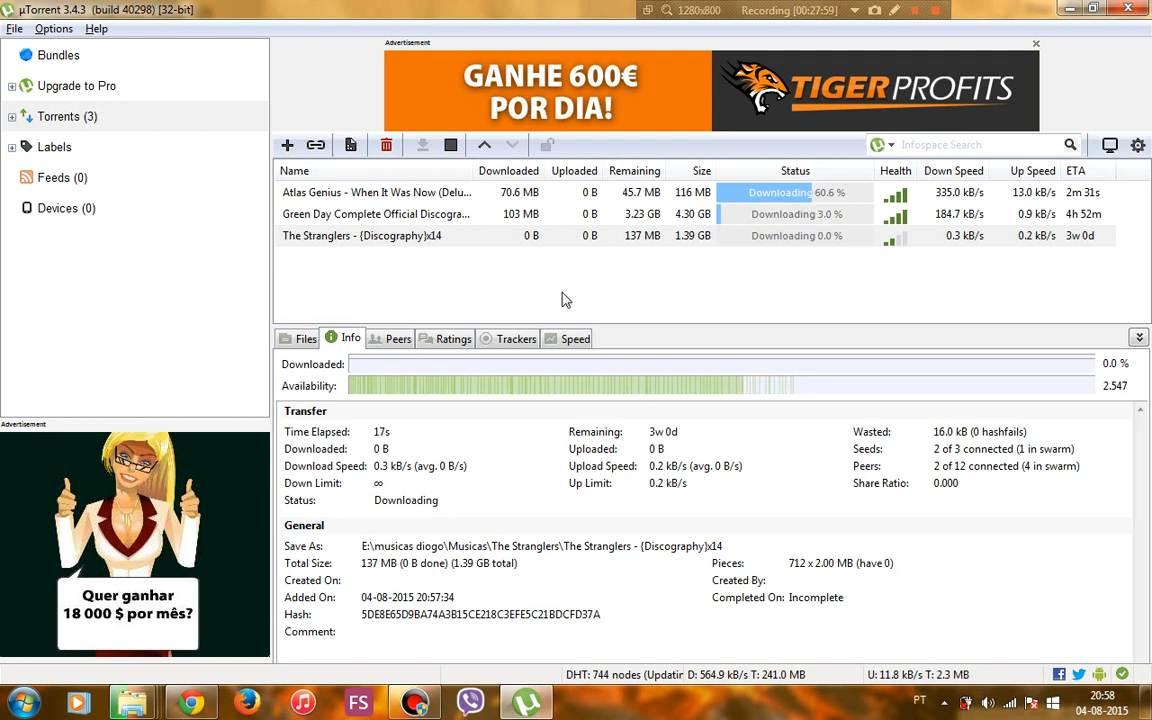 µTorrent 3.4.3 (build 40298) [32-bit]
1280x800
Recording [00:27:59]
File Options Help
Bundles
Upgrade to Pro
Torrents (3)
Labels
Feeds (0)
Devices (0)
Advertisement
GANHE 600€
POR DIA!
TIGER PROFITS
Infospace Search
Name Downloaded Uploaded Remaining Size Status Health Down Speed Up Speed ETA
Atlas Genius - When It Was Now (Delu... 70.6 MB 0 B 45.7 MB 116 MB Downloading 60.6 % 335.0 kB/s 13.0 kB/s 2m 31s
Green Day Complete Official Discogra... 103 MB 0 B 3.23 GB 4.30 GB Downloading 3.0 % 184.7 kB/s 0.9 kB/s 4h 52m
The Stranglers - {Discography}x14 0 B 0 B 137 MB 1.39 GB Downloading 0.0 % 0.3 kB/s 0.2 kB/s 3w 0d
Files Info Peers Ratings Trackers Speed
Downloaded: 0.0 %
Availability: 2.547
Transfer
Time Elapsed: 17s Remaining: 3w 0d Wasted: 16.0 kB (0 hashfails)
Downloaded: 0 B Uploaded: 0 B Seeds: 2 of 3 connected (1 in swarm)
Download Speed: 0.3 kB/s (avg. 0 B/s) Upload Speed: 0.2 kB/s (avg. 0 B/s) Peers: 2 of 12 connected (4 in swarm)
Down Limit: ∞ Up Limit: 0.2 kB/s Share Ratio: 0.000
Status: Downloading
General
Save As: E:\musicas diogo\Musicas\The Stranglers\The Stranglers - {Discography}x14
Total Size: 137 MB (0 B done) (1.39 GB total) Pieces: 712 x 2.00 MB (have 0)
Created On: Created By:
Added On: 04-08-2015 20:57:34 Completed On: Incomplete
Hash: 5DE8E65D9BA74A3B15CE218C3EFE5C21BDCFD37A
Comment:
Advertisement
Quer ganhar
18 000 $ por mês?
DHT: 744 nodes (Updatin D: 564.9 kB/s T: 241.0 MB U: 11.8 kB/s T: 2.3 MB
FS
PT
20:58
04-08-2015